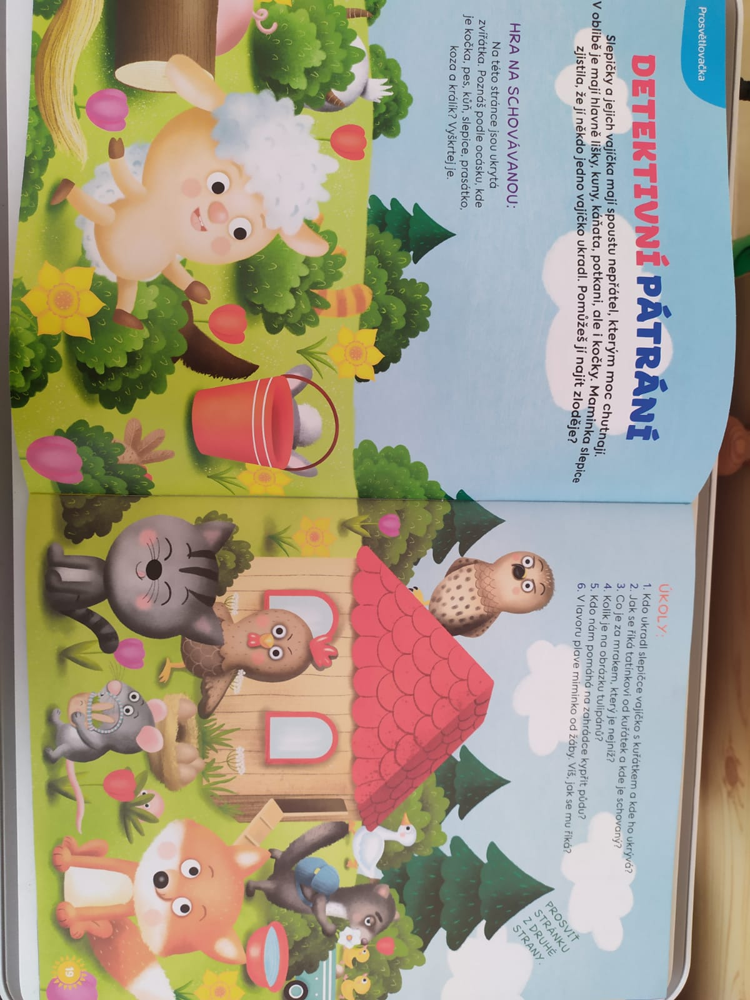 Prosvětlovačka
DETEKTIVNÍ PÁTRÁNÍ
Slepičky a jejich vajíčka mají spoustu nepřátel, kterým moc chutnají.
V oblibě je mají hlavně lišky, kuny, káňata, potkani, ale i kočky. Maminka slepice
zjistila, že jí někdo jedno vajíčko ukradl. Pomůžeš jí najít zloděje?
HRA NA SCHOVÁVANOU:
Na této stránce jsou ukrytá
zvířátka. Poznáš podle ocásku, kde
je kočka, pes, kůň, slepice, prasátko,
koza a králík? Vyškrtej je.
ÚKOLY:
1. Kdo ukradl slepičce vajíčko s kuřátkem a kde ho ukrývá?
2. Jak se říká tatínkovi od kuřátek a kde je schovaný?
3. Co je za mrakem, který je nejníž?
4. Kolik je na obrázku tulipánů?
5. Kdo nám pomáhá na zahrádce kypřit půdu?
6. V lavoru plave miminko od žáby. Víš, jak se mu říká?
PROSVIŤ
STRÁNKU
Z DRUHÉ
STRANY.
19